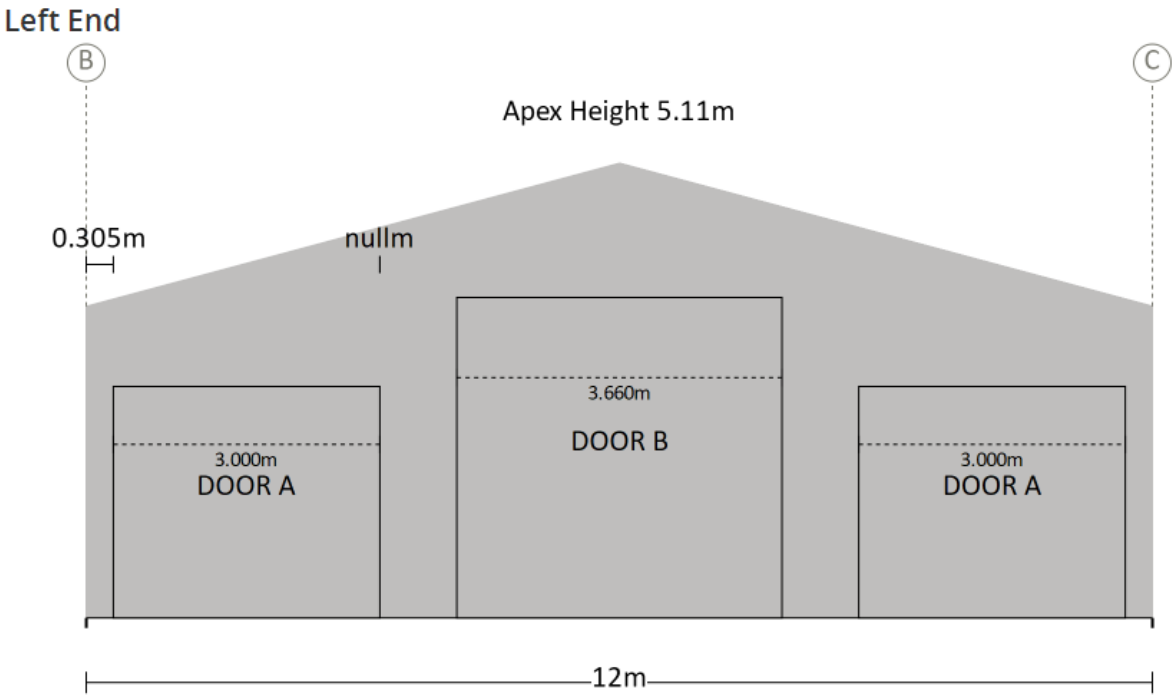 Left End
B
C
Apex Height 5.11m
0.305m
nullm
3.660m
DOOR B
3.000m
DOOR A
3.000m
DOOR A
12m